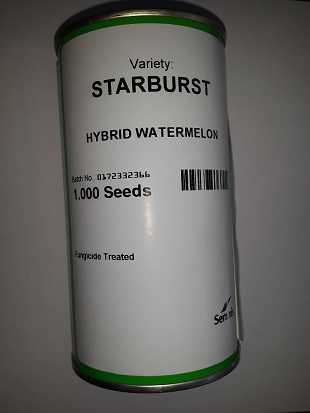 Variety:
STARBURST
HYBRID WATERMELON
Batch No. 0172332366
1,000 Seeds
Fungicide Treated